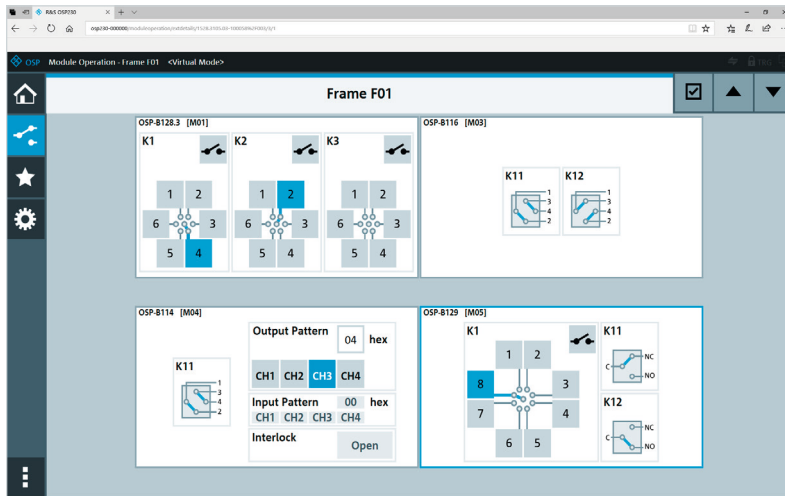 R&S OSP230
OSP Module Operation - Frame F01 <Virtual Mode>
TRG
Frame F01
OSP-B128.3 [M01]
K1
1 2
6 3
5 4
K2
1 2
6 3
5 4
K3
1 2
6 3
5 4
OSP-B116 [M03]
K11
1
3
4
2
K12
1
3
4
2
OSP-B114 [M04]
K11
1
3
4
2
Output Pattern 04 hex
CH1 CH2 CH3 CH4
Input Pattern 00 hex
CH1 CH2 CH3 CH4
Interlock Open
OSP-B129 [M05]
K1
1 2
8 3
7 4
6 5
K11
C NC
NO
K12
NC
C NO